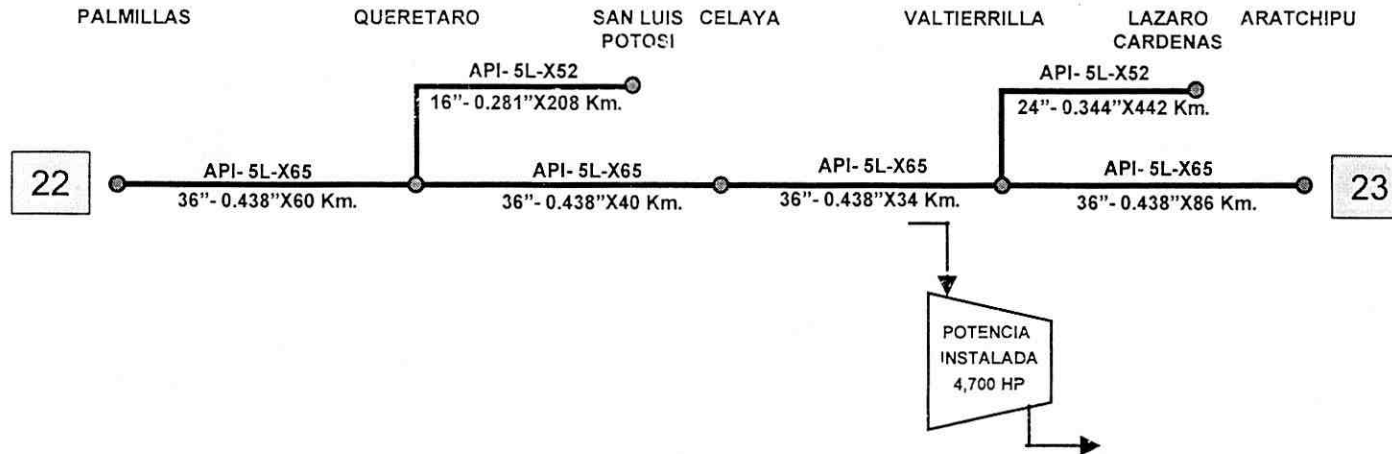 PALMILLAS QUERETARO SAN LUIS POTOSI CELAYA VALTIERRILLA LAZARO CARDENAS ARATCHIPU
API- 5L-X52 API- 5L-X52
16”- 0.281”X208 Km. 24”- 0.344”X442 Km.
22 API- 5L-X65 API- 5L-X65 API- 5L-X65 API- 5L-X65 23
36”- 0.438”X60 Km. 36”- 0.438”X40 Km. 36”- 0.438”X34 Km. 36”- 0.438”X86 Km.
POTENCIA
INSTALADA
4,700 HP